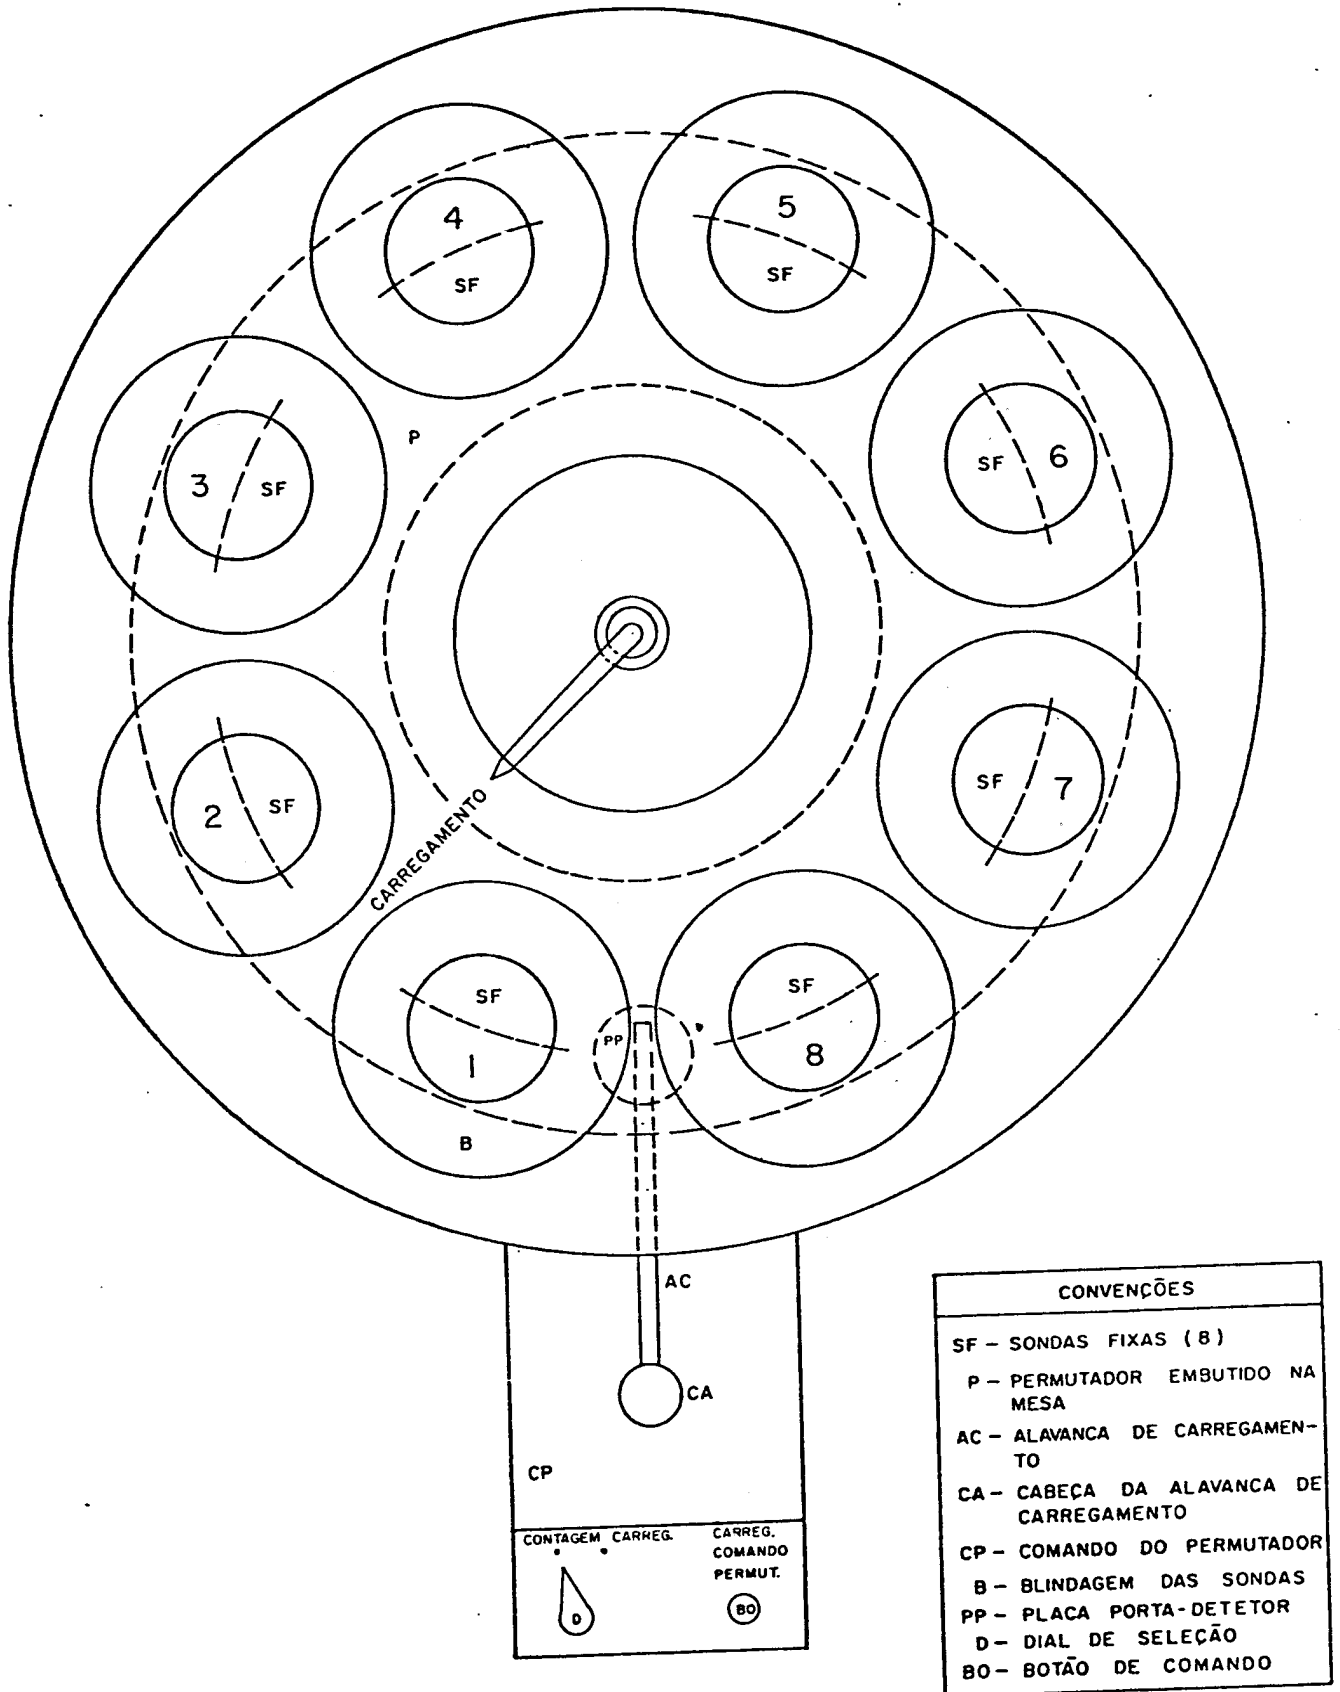 4
SF
5
SF
P
3
SF
SF
6
2
SF
SF
7
CARREGAMENTO
SF
1
SF
8
PP
B
AC
CA
CP
CONTAGEM CARREG.
CARREG.
COMANDO
PERMUT.
D
BO
CONVENÇÕES
SF – SONDAS FIXAS (8)
P – PERMUTADOR EMBUTIDO NA
MESA
AC – ALAVANCA DE CARREGAMEN-
TO
CA – CABEÇA DA ALAVANCA DE
CARREGAMENTO
CP – COMANDO DO PERMUTADOR
B – BLINDAGEM DAS SONDAS
PP – PLACA PORTA-DETETOR
D – DIAL DE SELEÇÃO
BO – BOTÃO DE COMANDO